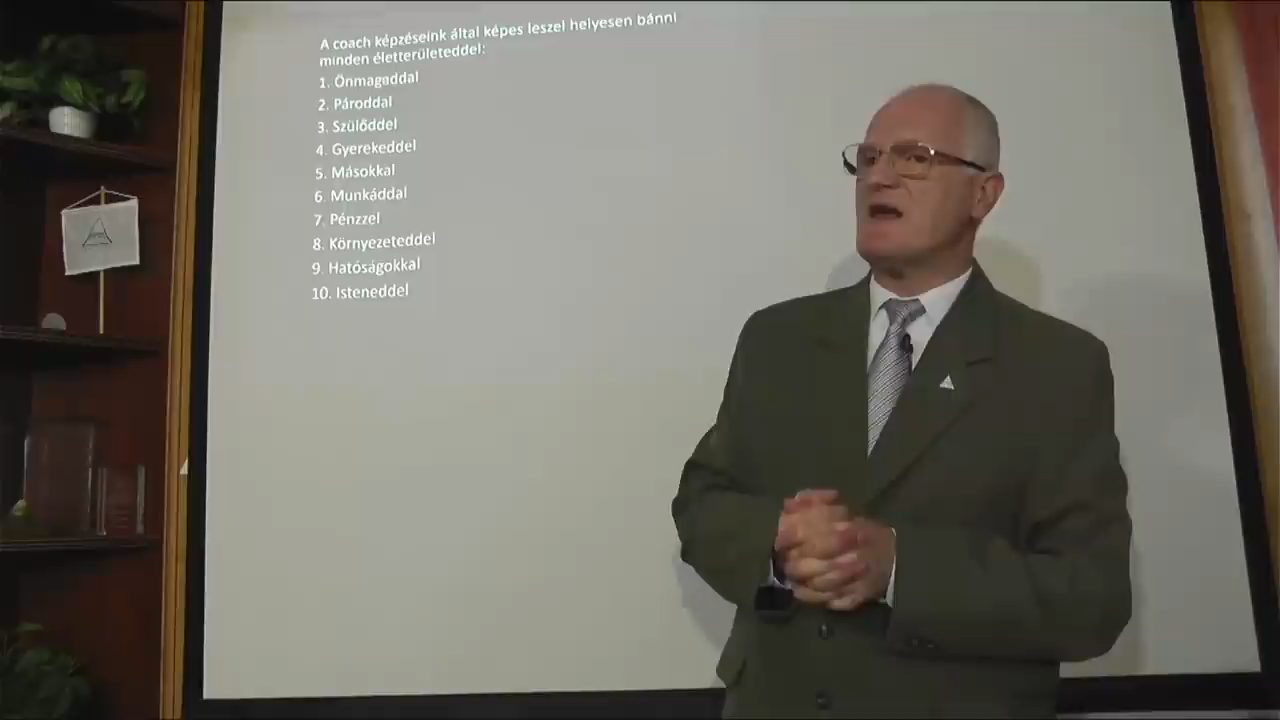 A coach képzéseink által képes leszel helyesen bánni
minden életterületeddel:
1. Önmagaddal
2. Pároddal
3. Szülőddel
4. Gyerekeddel
5. Másokkal
6. Munkáddal
7. Pénzzel
8. Környezeteddel
9. Hatóságokkal
10. Isteneddel